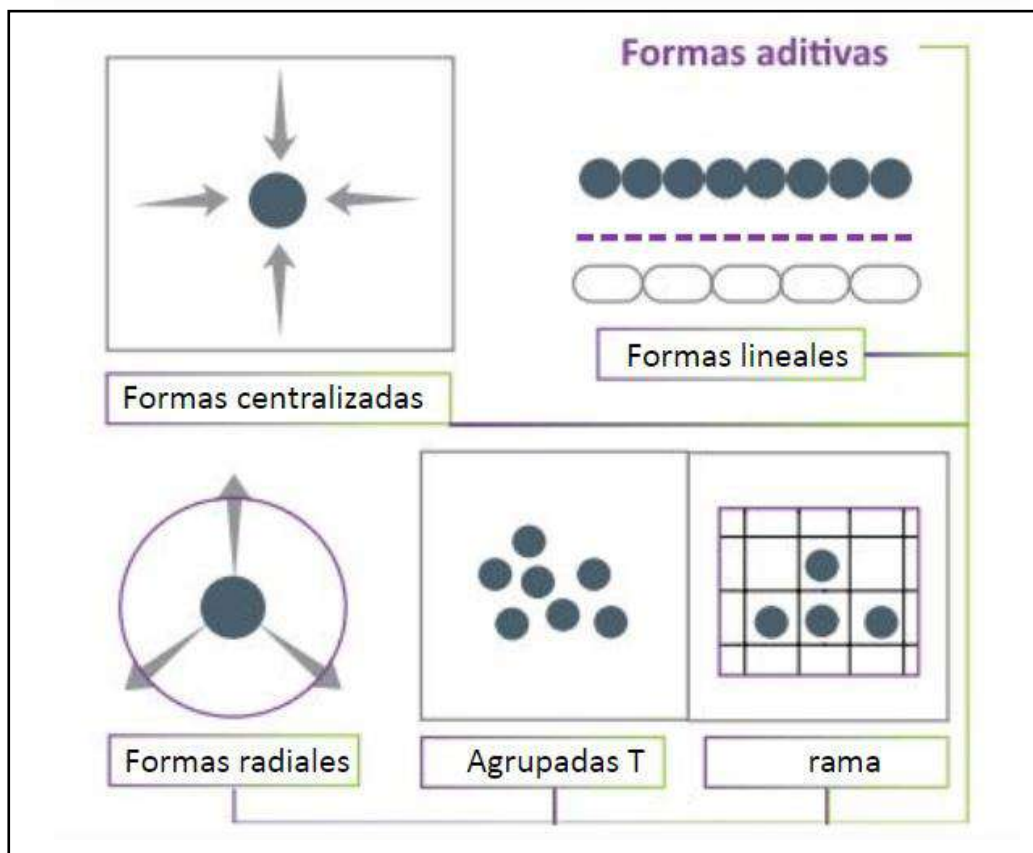 Formas aditivas
Formas lineales
Formas centralizadas
Formas radiales
Agrupadas T
rama